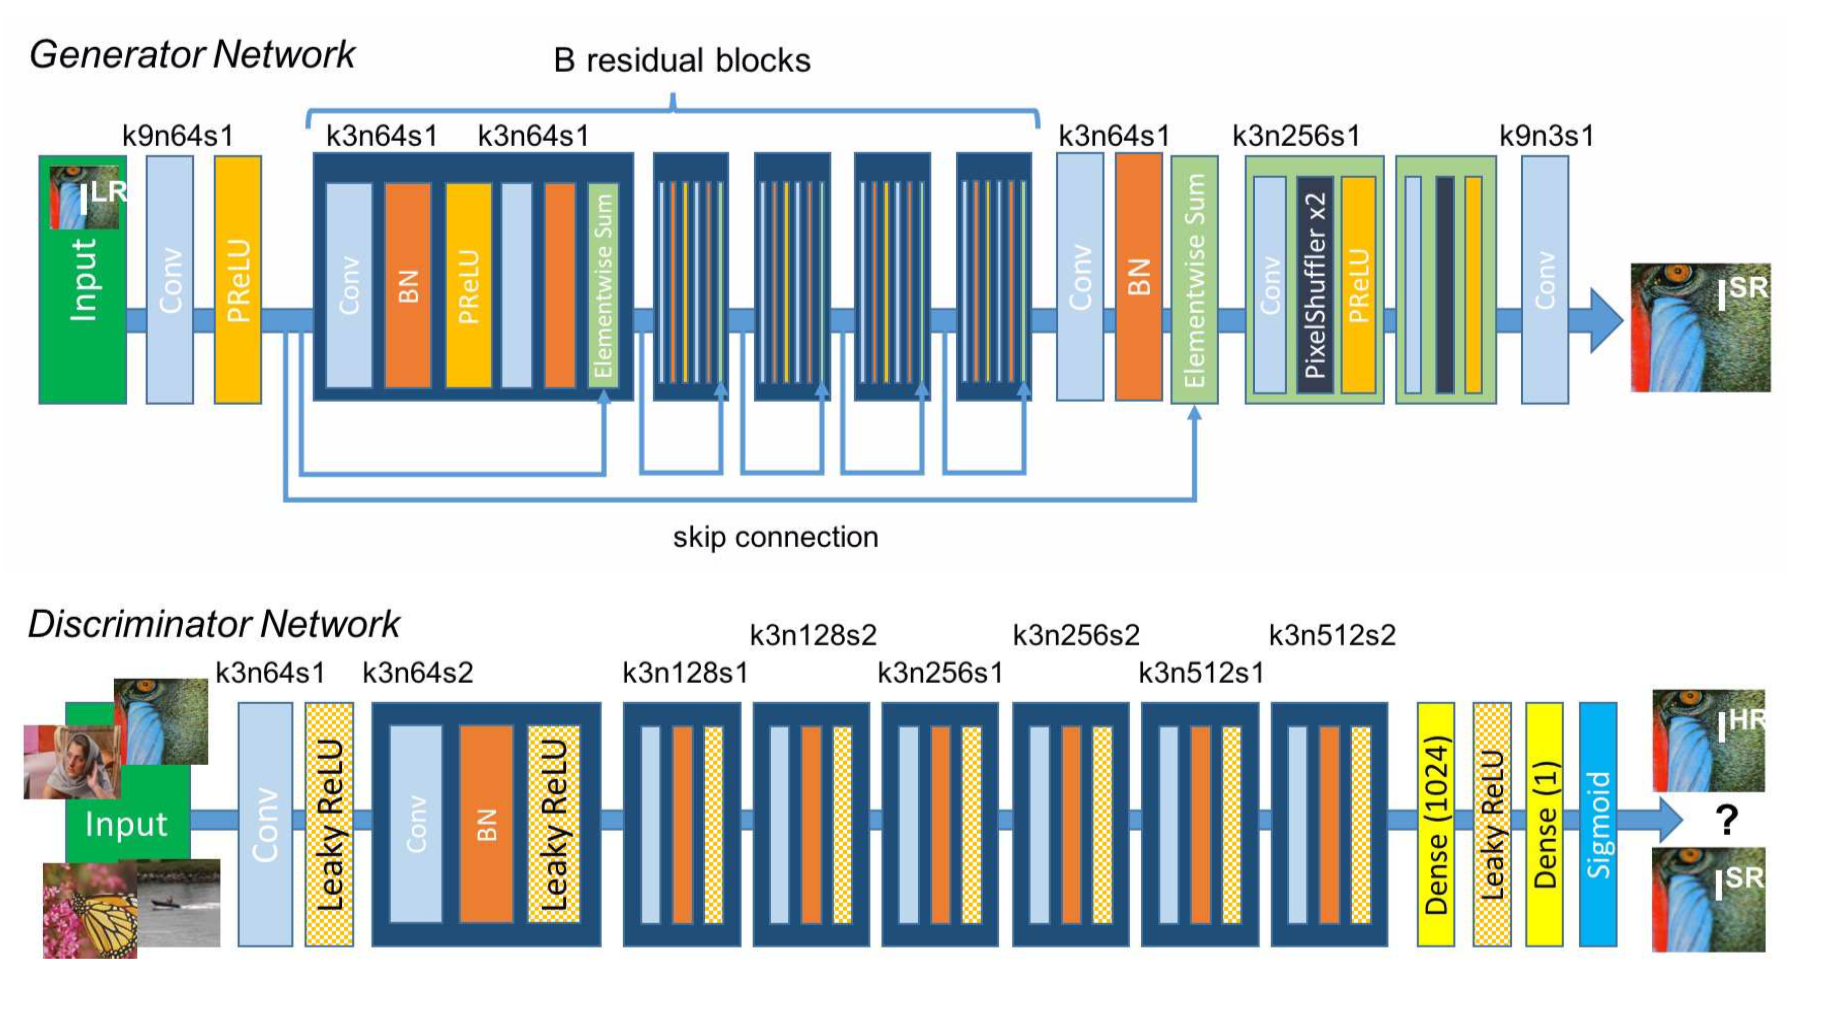 Generator Network
B residual blocks
k9n64s1
k3n64s1
k3n64s1
k3n64s1
k3n256s1
k9n3s1
I^LR
Input
Conv
PReLU
Conv
BN
PReLU
Elementwise Sum
Conv
BN
Elementwise Sum
Conv
PixelShuffler x2
PReLU
Conv
I^SR
skip connection
Discriminator Network
k3n128s2
k3n256s2
k3n512s2
k3n64s1
k3n64s2
k3n128s1
k3n256s1
k3n512s1
Input
Conv
Leaky ReLU
Conv
BN
Leaky ReLU
Dense (1024)
Leaky ReLU
Dense (1)
Sigmoid
I^HR
?
I^SR